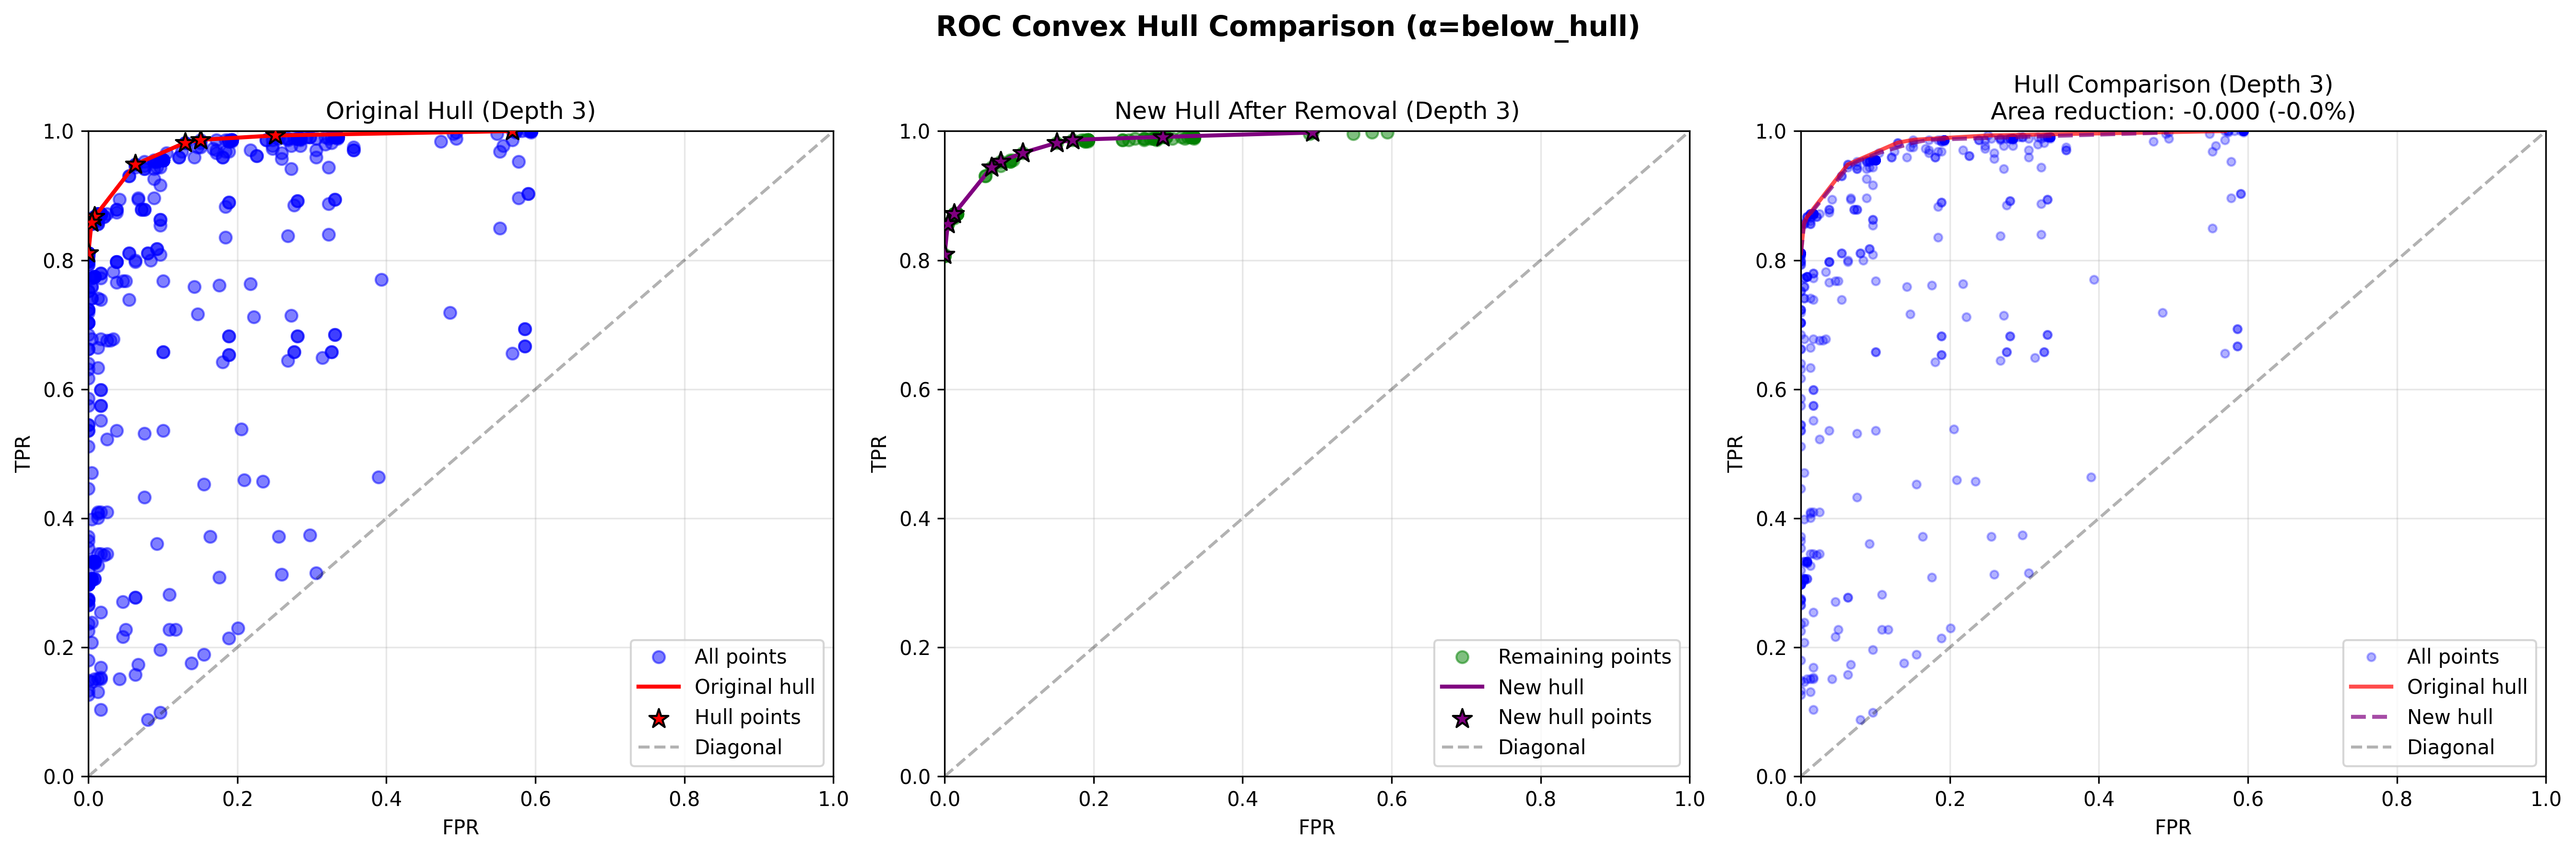 ROC Convex Hull Comparison (α=below_hull)
Original Hull (Depth 3)
1.0
0.8
0.6
0.4
0.2
0.0
TPR
0.0 0.2 0.4 0.6 0.8 1.0
FPR
All points
Original hull
Hull points
Diagonal
New Hull After Removal (Depth 3)
1.0
0.8
0.6
0.4
0.2
0.0
TPR
0.0 0.2 0.4 0.6 0.8 1.0
FPR
Remaining points
New hull
New hull points
Diagonal
Hull Comparison (Depth 3)
Area reduction: -0.000 (-0.0%)
1.0
0.8
0.6
0.4
0.2
0.0
TPR
0.0 0.2 0.4 0.6 0.8 1.0
FPR
All points
Original hull
New hull
Diagonal